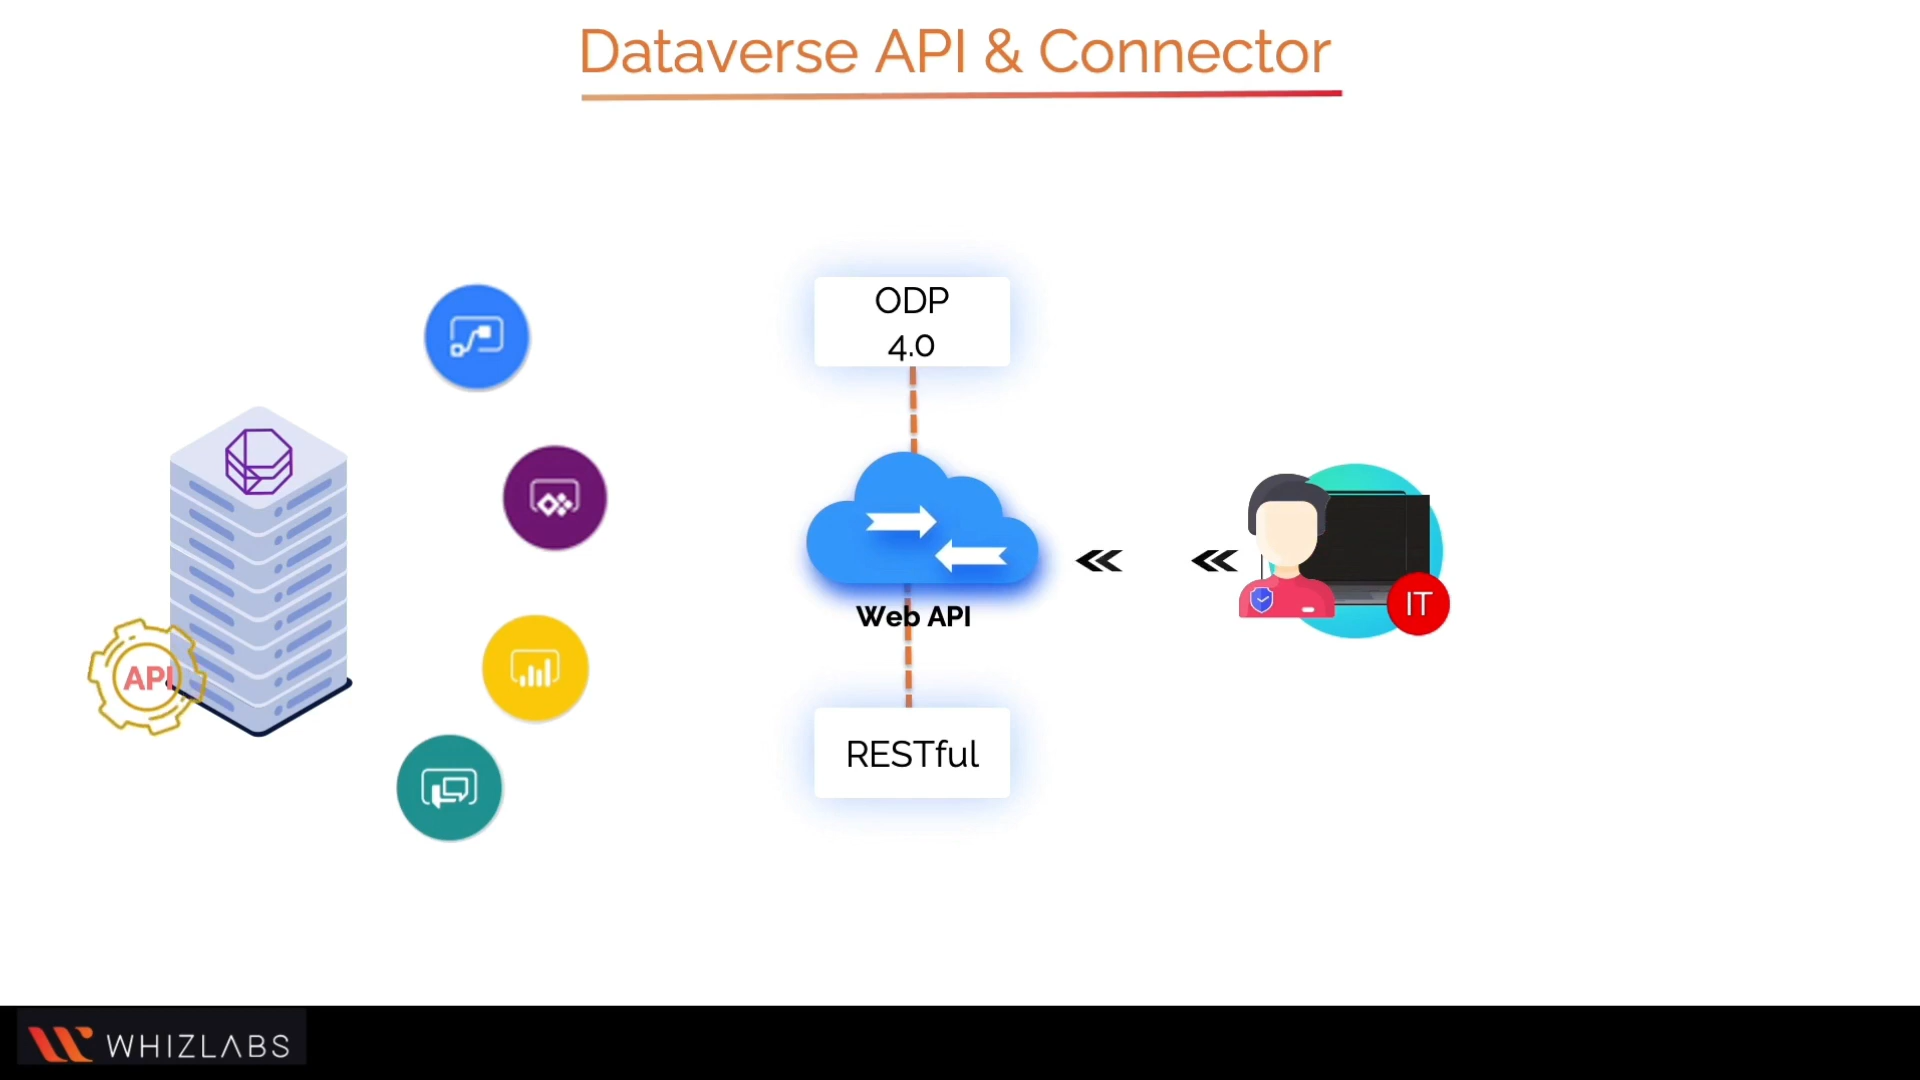 Dataverse API & Connector
ODP
4.0
Web API
IT
API
RESTful
WHIZLABS